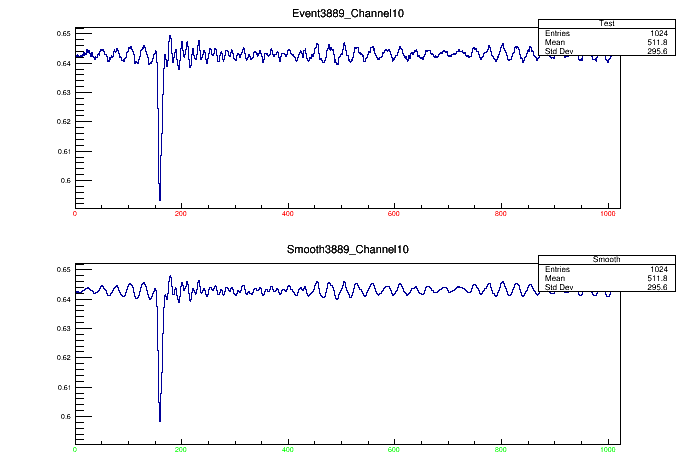 Event3889_Channel10
Test
Entries 1024
Mean 511.8
Std Dev 295.6
0.65
0.64
0.63
0.62
0.61
0.6
0 200 400 600 800 1000
Smooth3889_Channel10
Smooth
Entries 1024
Mean 511.8
Std Dev 295.6
0.65
0.64
0.63
0.62
0.61
0.6
0 200 400 600 800 1000